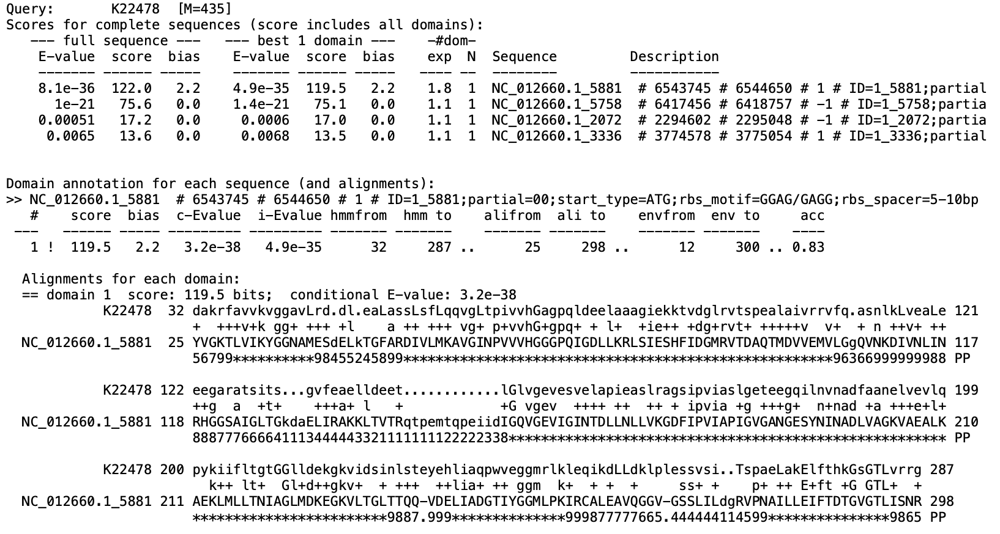 Query:       K22478  [M=435]
Scores for complete sequences (score includes all domains):
   --- full sequence ---   --- best 1 domain ---    -#dom-
    E-value  score  bias    E-value  score  bias    exp  N  Sequence         Description
    ------- ------ -----    ------- ------ -----   ---- --  --------         -----------
    8.1e-36  122.0   2.2    4.9e-35  119.5   2.2    1.8  1  NC_012660.1_5881  # 6543745 # 6544650 # 1 # ID=1_5881;partial
      1e-21   75.6   0.0    1.4e-21   75.1   0.0    1.1  1  NC_012660.1_5758  # 6417456 # 6418757 # -1 # ID=1_5758;partia
    0.00051   17.2   0.0     0.0006   17.0   0.0    1.1  1  NC_012660.1_2072  # 2294602 # 2295048 # -1 # ID=1_2072;partia
     0.0065   13.6   0.0     0.0068   13.5   0.0    1.1  1  NC_012660.1_3336  # 3774578 # 3775054 # 1 # ID=1_3336;partial
Domain annotation for each sequence (and alignments):
>> NC_012660.1_5881  # 6543745 # 6544650 # 1 # ID=1_5881;partial=00;start_type=ATG;rbs_motif=GGAG/GAGG;rbs_spacer=5-10bp
   #    score  bias  c-Evalue  i-Evalue hmmfrom  hmm to    alifrom  ali to    envfrom  env to     acc
 ---   ------ ----- --------- --------- ------- -------    ------- -------    ------- -------    ----
   1 !  119.5   2.2   3.2e-38   4.9e-35      32     287 ..      25     298 ..      12     300 .. 0.83
  Alignments for each domain:
  == domain 1  score: 119.5 bits;  conditional E-value: 3.2e-38
            K22478  32 dakrfavvkvggavLrd.dl.eaLassLsfLqqvgLtpivvhGagpqldeelaaagiekktvdglrvtspealaivrrvfq.asnlkLveaLe 121
                       +  +++v+k gg+ +++ +l    a ++ +++ vg+ p+vvhG+gpq+ + l+  +ie++ +dg+rvt+ +++++v  v+  + n ++v+ ++
  NC_012660.1_5881  25 YVGKTLVIKYGGNAMESdELkTGFARDIVLMKAVGINPVVVHGGGPQIGDLLKRLSIESHFIDGMRVTDAQTMDVVEMVLGgQVNKDIVNLIN 117
                       56799**********98455245899*****************************************************96366999999988 PP
            K22478 122 eegaratsits...gvfeaelldeet............lGlvgevesvelapieaslragsipviaslgeteegqilnvnadfaanelvevlq 199
                       ++g  a  +t+    +++a+ l   +            +G vgev  ++++ ++  ++ + ipvia +g +++g+  n+nad +a +++e+l+
  NC_012660.1_5881 118 RHGGSAIGLTGkdaELIRAKKLTVTRqtpemtqpeiidIGQVGEVIGINTDLLNLLVKGDFIPVIAPIGVGANGESYNINADLVAGKVAEALK 210
                       888777666641113444443321111111122222338****************************************************** PP
            K22478 200 pykiifltgtGGlldekgkvidsinlsteyehliaqpwveggmrlkleqikdLLdklplessvsi..TspaeLakElfthkGsGTLvrrg 287
                         k++ lt+  Gl+d++gkv+  + +++  ++lia+ ++ ggm  k+  + +  +     ss+ +    p+ ++ E+ft +G GTL+  +
  NC_012660.1_5881 211 AEKLMLLTNIAGLMDKEGKVLTGLTTQQ-VDELIADGTIYGGMLPKIRCALEAVQGGV-GSSLILdgRVPNAILLEIFTDTGVGTLISNR 298
                       ************************9887.999**************999877777665.444444114599***************9865 PP